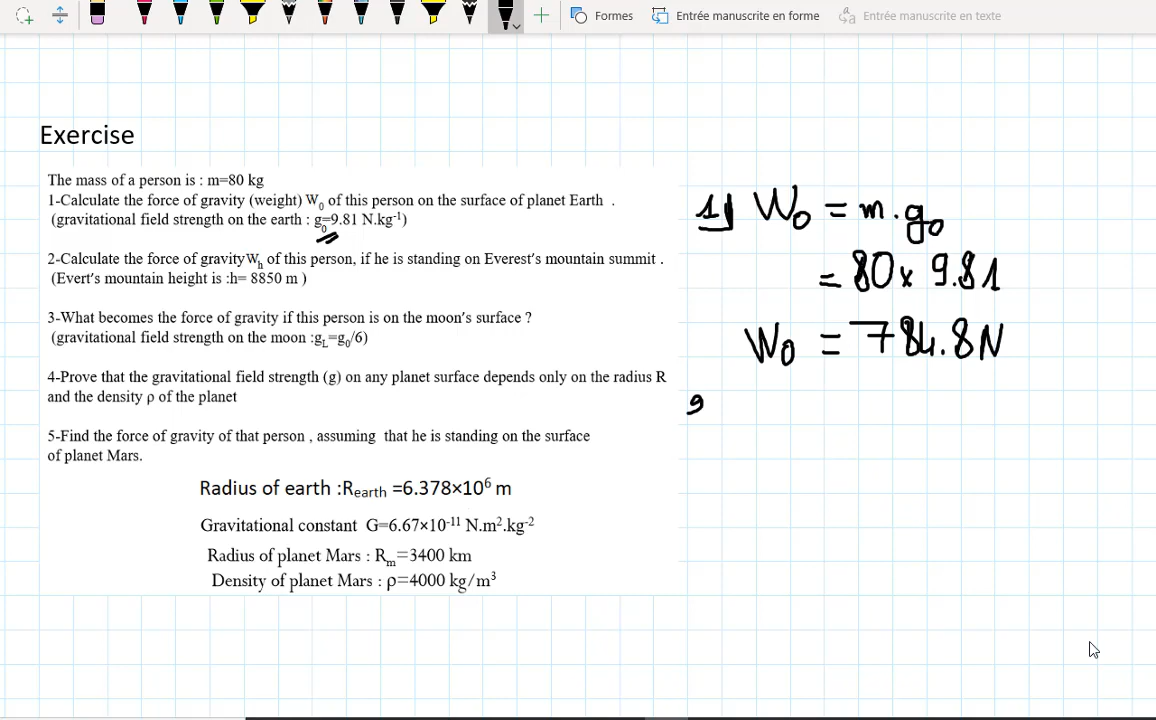 Formes Entrée manuscrite en forme Entrée manuscrite en texte
Exercise
The mass of a person is : m=80 kg
1-Calculate the force of gravity (weight) W₀ of this person on the surface of planet Earth .
(gravitational field strength on the earth : g₀=9.81 N.kg⁻¹)
2-Calculate the force of gravity Wₕ of this person, if he is standing on Everest's mountain summit .
(Evert's mountain height is :h= 8850 m )
3-What becomes the force of gravity if this person is on the moon's surface ?
(gravitational field strength on the moon :g_L=g₀/6)
4-Prove that the gravitational field strength (g) on any planet surface depends only on the radius R
and the density ρ of the planet
5-Find the force of gravity of that person , assuming that he is standing on the surface
of planet Mars.
Radius of earth :R_earth =6.378×10⁶ m
Gravitational constant G=6.67×10⁻¹¹ N.m².kg⁻²
Radius of planet Mars : Rₘ=3400 km
Density of planet Mars : ρ=4000 kg/m³
1) W₀ = m.g₀
= 80 x 9.81
W₀ = 784.8N